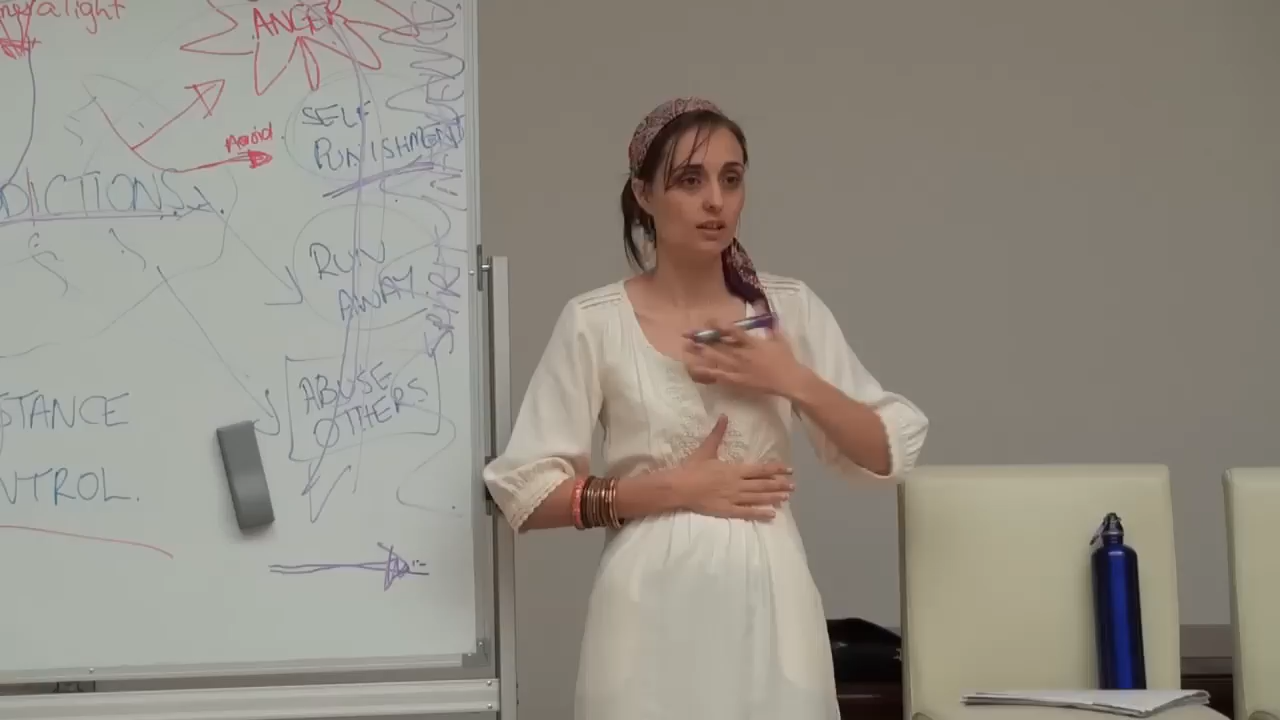 ANGER
SELF
PUNISHMENT
Avoid
DICTIONS
RUN
AWAY
ABUSE
OTHERS
STANCE
NTROL.